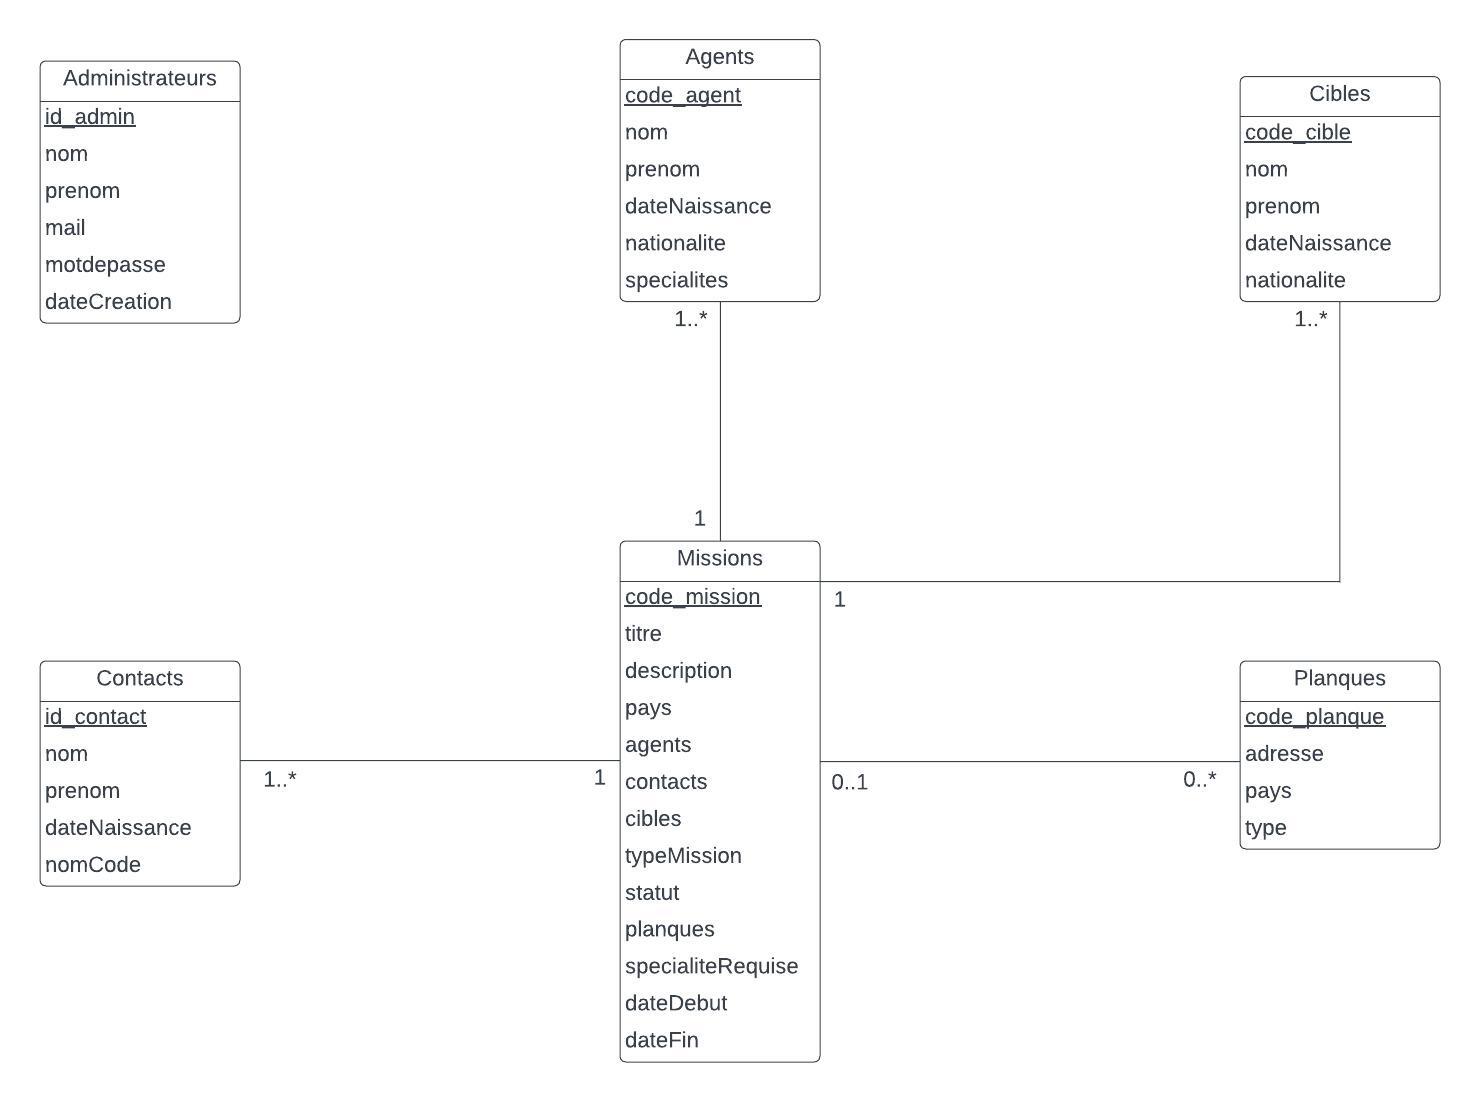 Administrateurs
id_admin
nom
prenom
mail
motdepasse
dateCreation
Agents
code_agent
nom
prenom
dateNaissance
nationalite
specialites
1..*
Cibles
code_cible
nom
prenom
dateNaissance
nationalite
1..*
1
Missions
code_mission
titre
description
pays
agents
contacts
cibles
typeMission
statut
planques
specialiteRequise
dateDebut
dateFin
1
Contacts
id_contact
nom
prenom
dateNaissance
nomCode
1..*
1
0..1
0..*
Planques
code_planque
adresse
pays
type